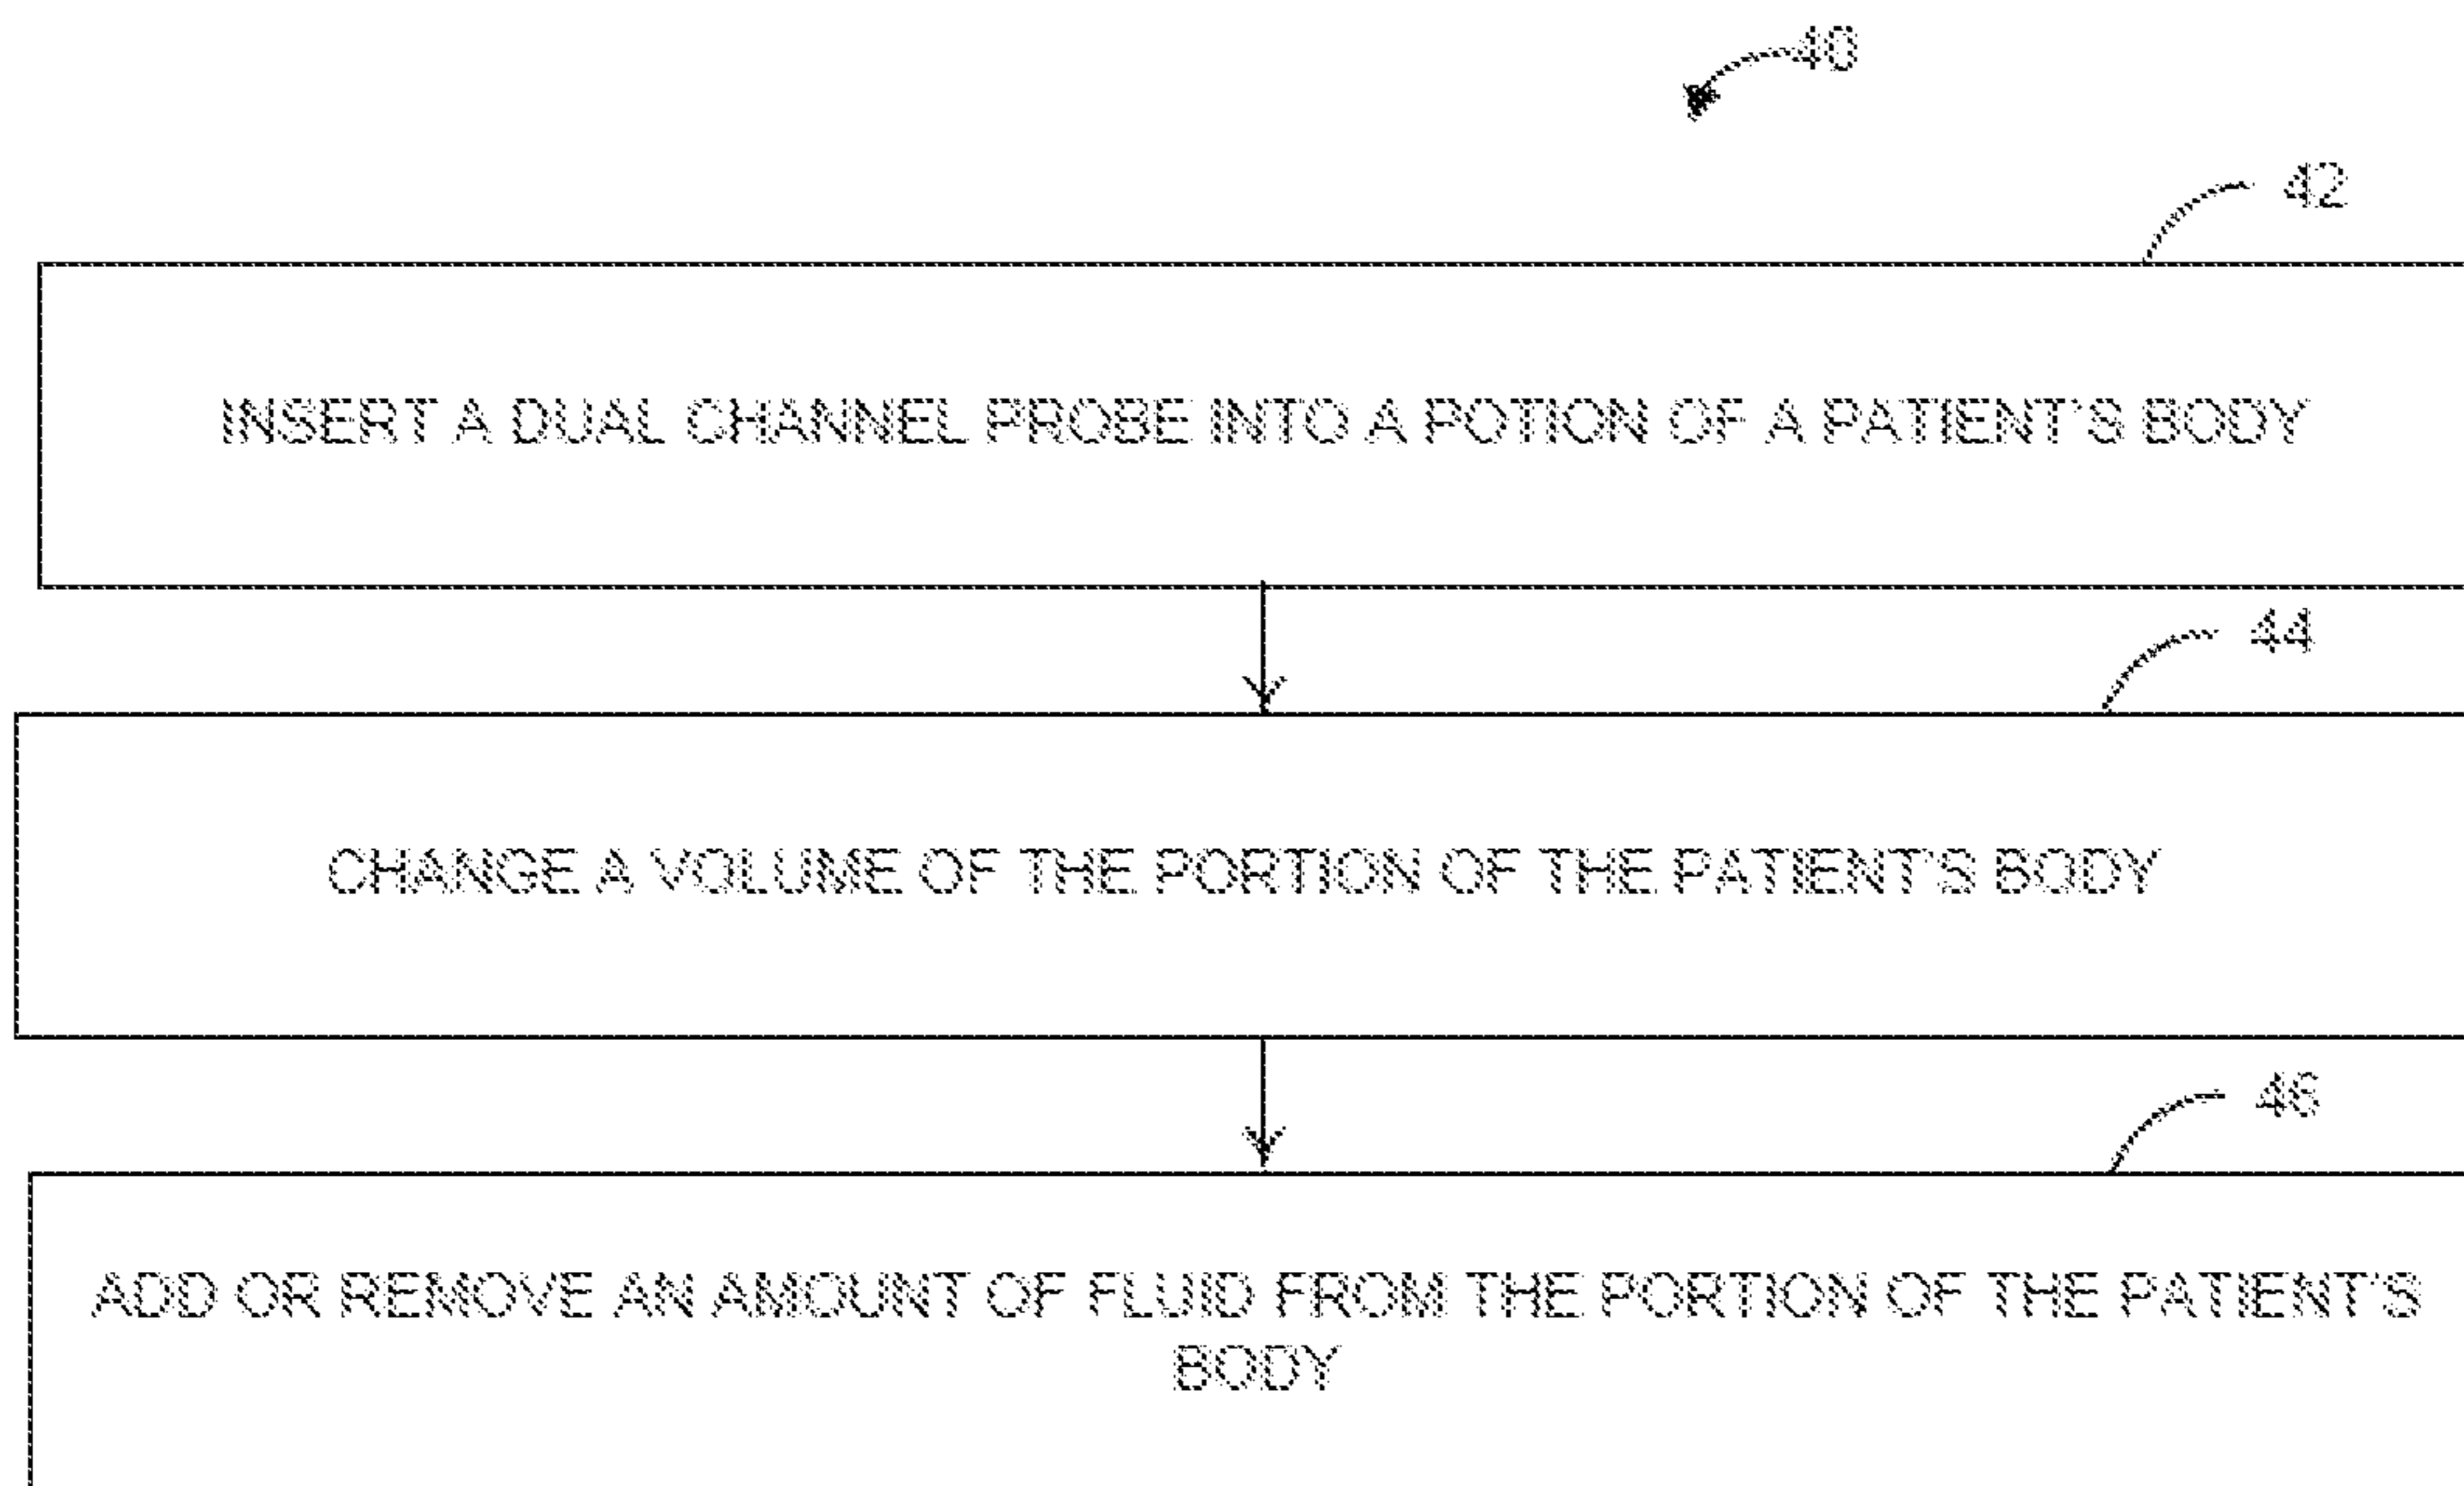 40
42
INSERT A DUAL CHANNEL PROBE INTO A POTION OF A PATIENT'S BODY
44
CHANGE A VOLUME OF THE PORTION OF THE PATIENT'S BODY
46
ADD OR REMOVE AN AMOUNT OF FLUID FROM THE PORTION OF THE PATIENT'S
BODY